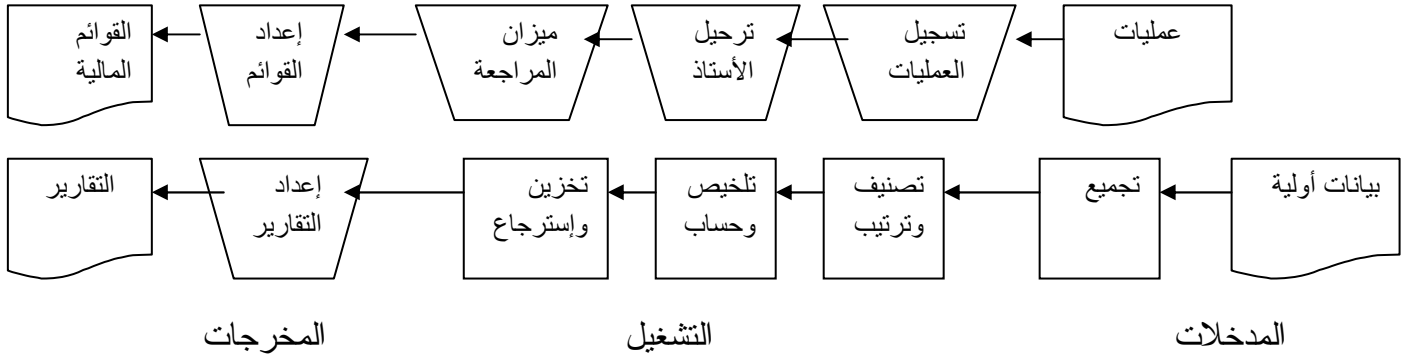 عمليات
تسجيل
العمليات
ترحيل
الأستاذ
ميزان
المراجعة
إعداد
القوائم
القوائم
المالية
بيانات أولية
تجميع
تصنيف
وترتيب
تلخيص
وحساب
تخزين
وإسترجاع
إعداد
التقارير
التقارير
المدخلات
التشغيل
المخرجات